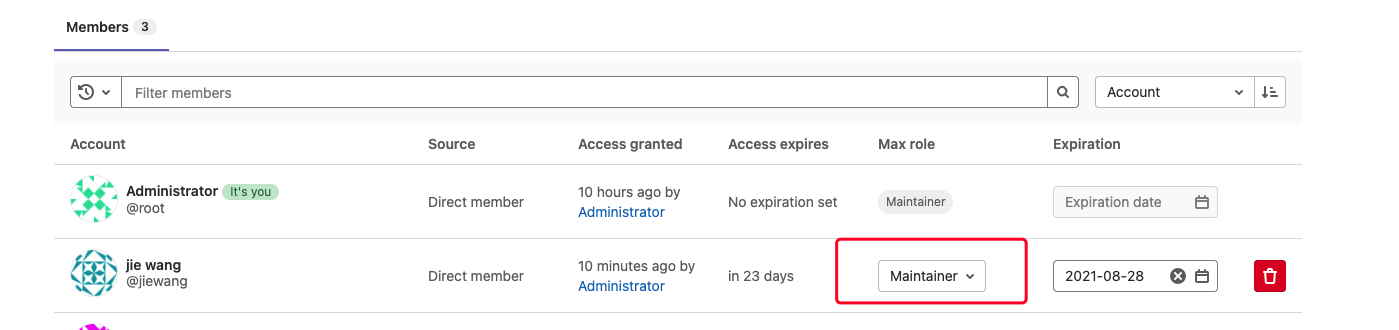 Members 3
Filter members
Account
Account Source Access granted Access expires Max role Expiration
Administrator It's you
@root
Direct member
10 hours ago by
Administrator
No expiration set
Maintainer
Expiration date
jie wang
@jiewang
Direct member
10 minutes ago by
Administrator
in 23 days
Maintainer
2021-08-28